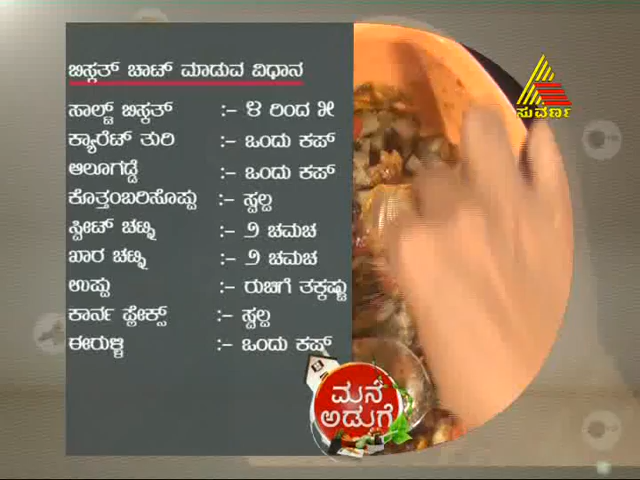 ಬಿಸ್ಕತ್ ಚಾಟ್ ಮಾಡುವ ವಿಧಾನ
ಸಾಲ್ಟ್ ಬಿಸ್ಕತ್ :- ೪ ರಿಂದ ೫
ಕ್ಯಾರೆಟ್ ತುರಿ :- ಒಂದು ಕಪ್
ಆಲೂಗಡ್ಡೆ :- ಒಂದು ಕಪ್
ಕೊತ್ತಂಬರಿಸೊಪ್ಪು :- ಸ್ವಲ್ಪ
ಸ್ವೀಟ್ ಚಟ್ನಿ :- ೨ ಚಮಚ
ಖಾರ ಚಟ್ನಿ :- ೨ ಚಮಚ
ಉಪ್ಪು :- ರುಚಿಗೆ ತಕ್ಕಷ್ಟು
ಕಾರ್ನ ಫ್ಲೇಕ್ಸ್ :- ಸ್ವಲ್ಪ
ಈರುಳ್ಳಿ :- ಒಂದು ಕಪ್
ಮನೆ
ಅಡುಗೆ
ಸುವರ್ಣ